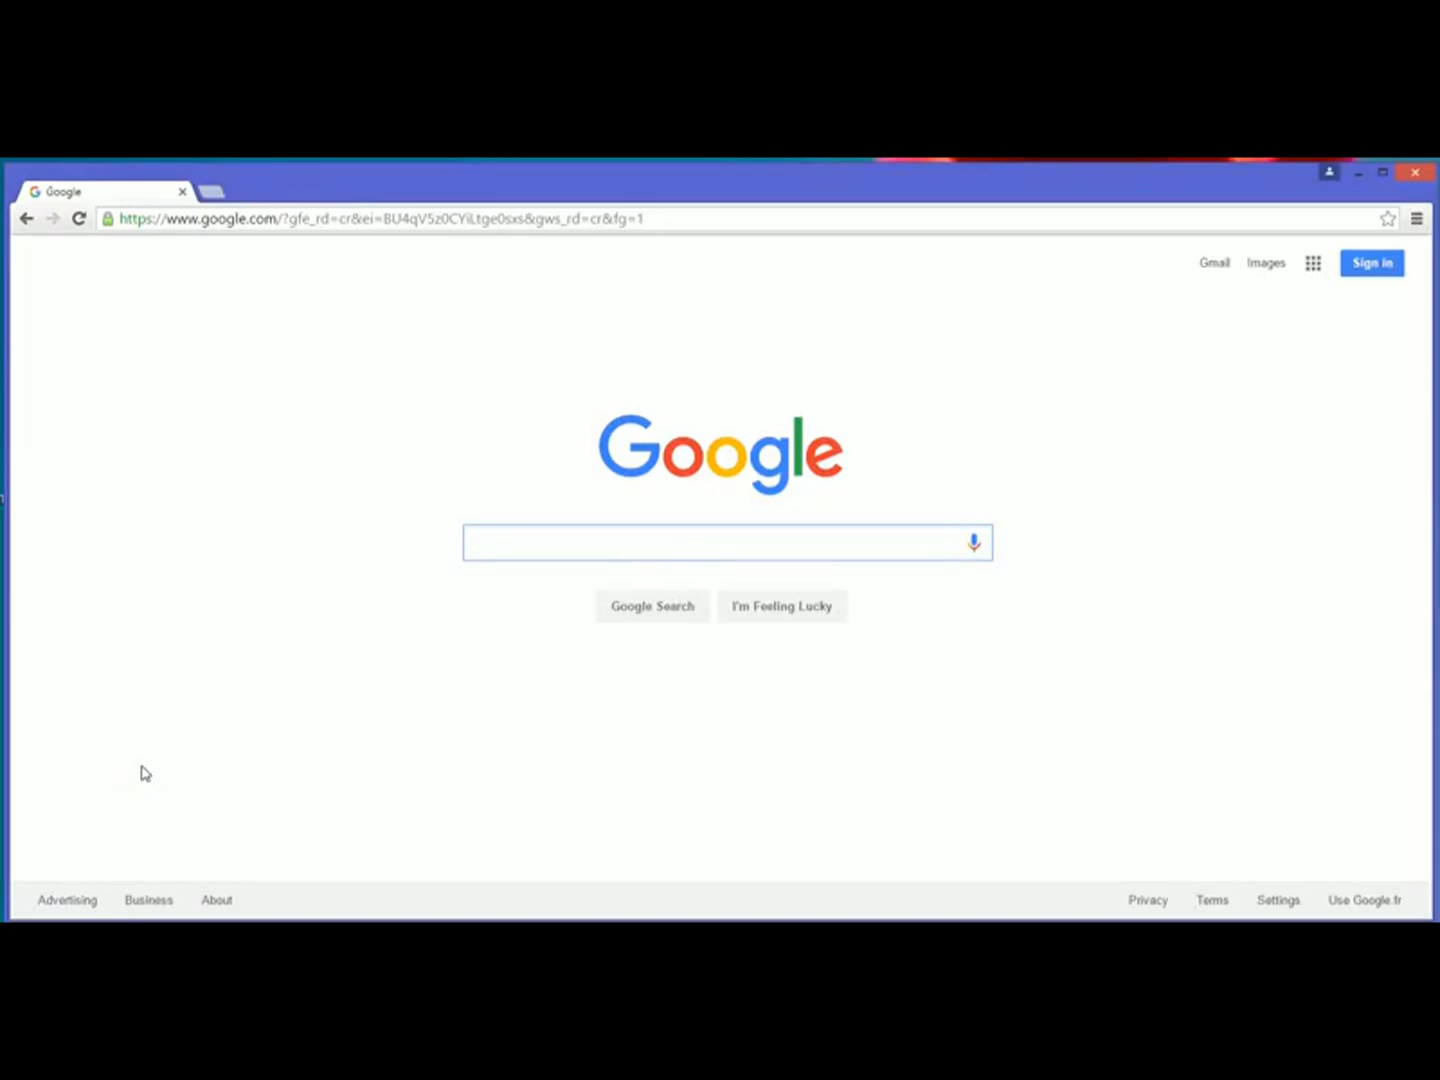 Google
https://www.google.com/?gfe_rd=cr&ei=BU4qV5z0CYiLtge0sxs&gws_rd=cr&fg=1
Gmail Images Sign in
Google
Google Search I'm Feeling Lucky
Advertising Business About Privacy Terms Settings Use Google.fr